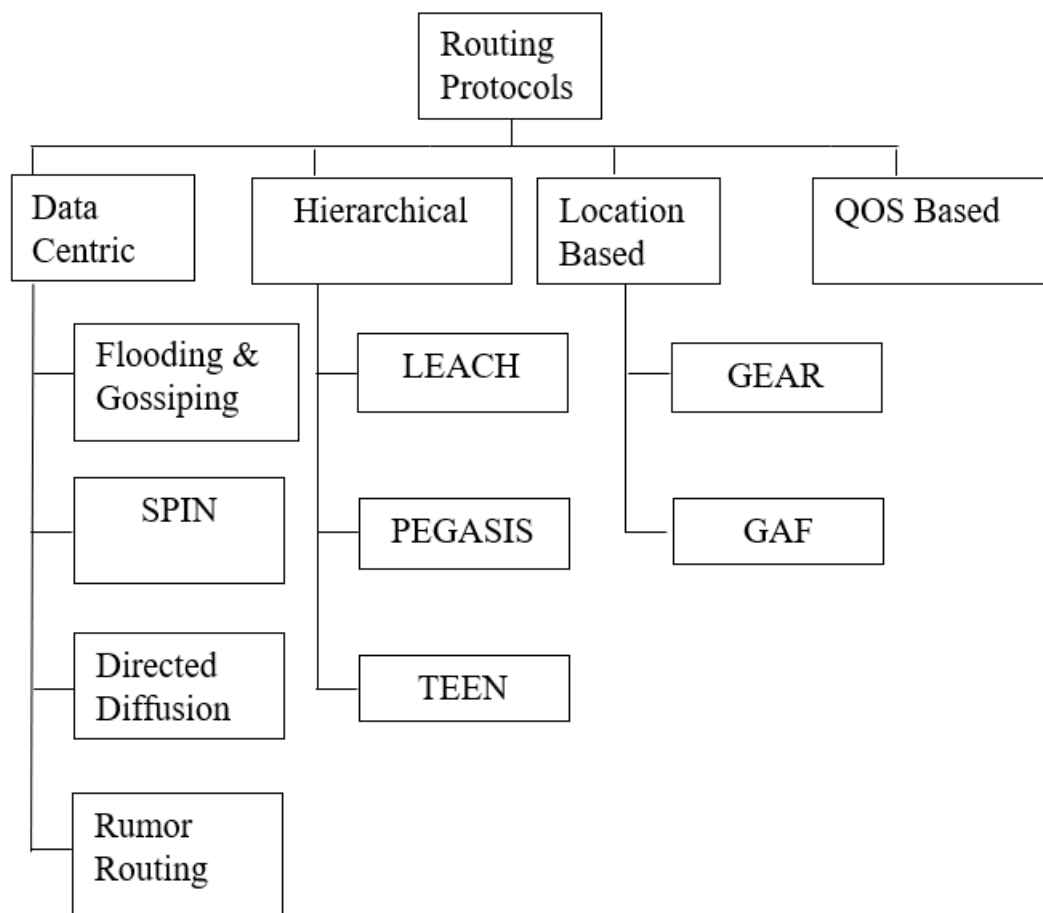 Routing
Protocols
Data
Centric
Hierarchical
Location
Based
QOS Based
Flooding &
Gossiping
LEACH
GEAR
SPIN
PEGASIS
GAF
Directed
Diffusion
TEEN
Rumor
Routing